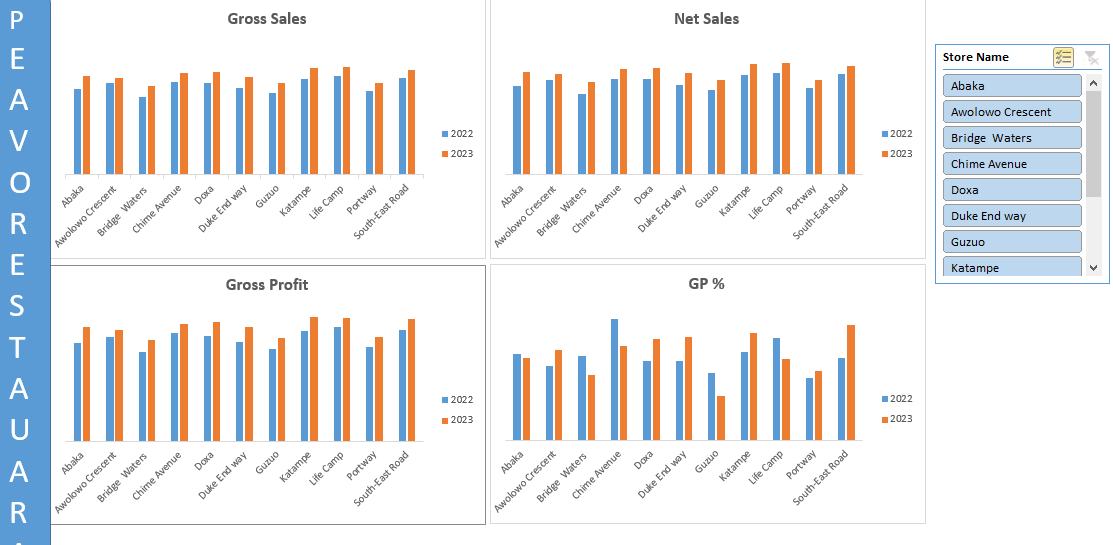 P
E
A
V
O
R
E
S
T
A
U
A
R
Gross Sales
2022
2023
Abaka
Awolowo Crescent
Bridge  Waters
Chime Avenue
Doxa
Duke End way
Guzuo
Katampe
Life Camp
Portway
South-East Road
Net Sales
2022
2023
Abaka
Awolowo Crescent
Bridge  Waters
Chime Avenue
Doxa
Duke End way
Guzuo
Katampe
Life Camp
Portway
South-East Road
Gross Profit
2022
2023
Abaka
Awolowo Crescent
Bridge  Waters
Chime Avenue
Doxa
Duke End way
Guzuo
Katampe
Life Camp
Portway
South-East Road
GP %
2022
2023
Abaka
Awolowo Crescent
Bridge  Waters
Chime Avenue
Doxa
Duke End way
Guzuo
Katampe
Life Camp
Portway
South-East Road
Store Name
Abaka
Awolowo Crescent
Bridge  Waters
Chime Avenue
Doxa
Duke End way
Guzuo
Katampe